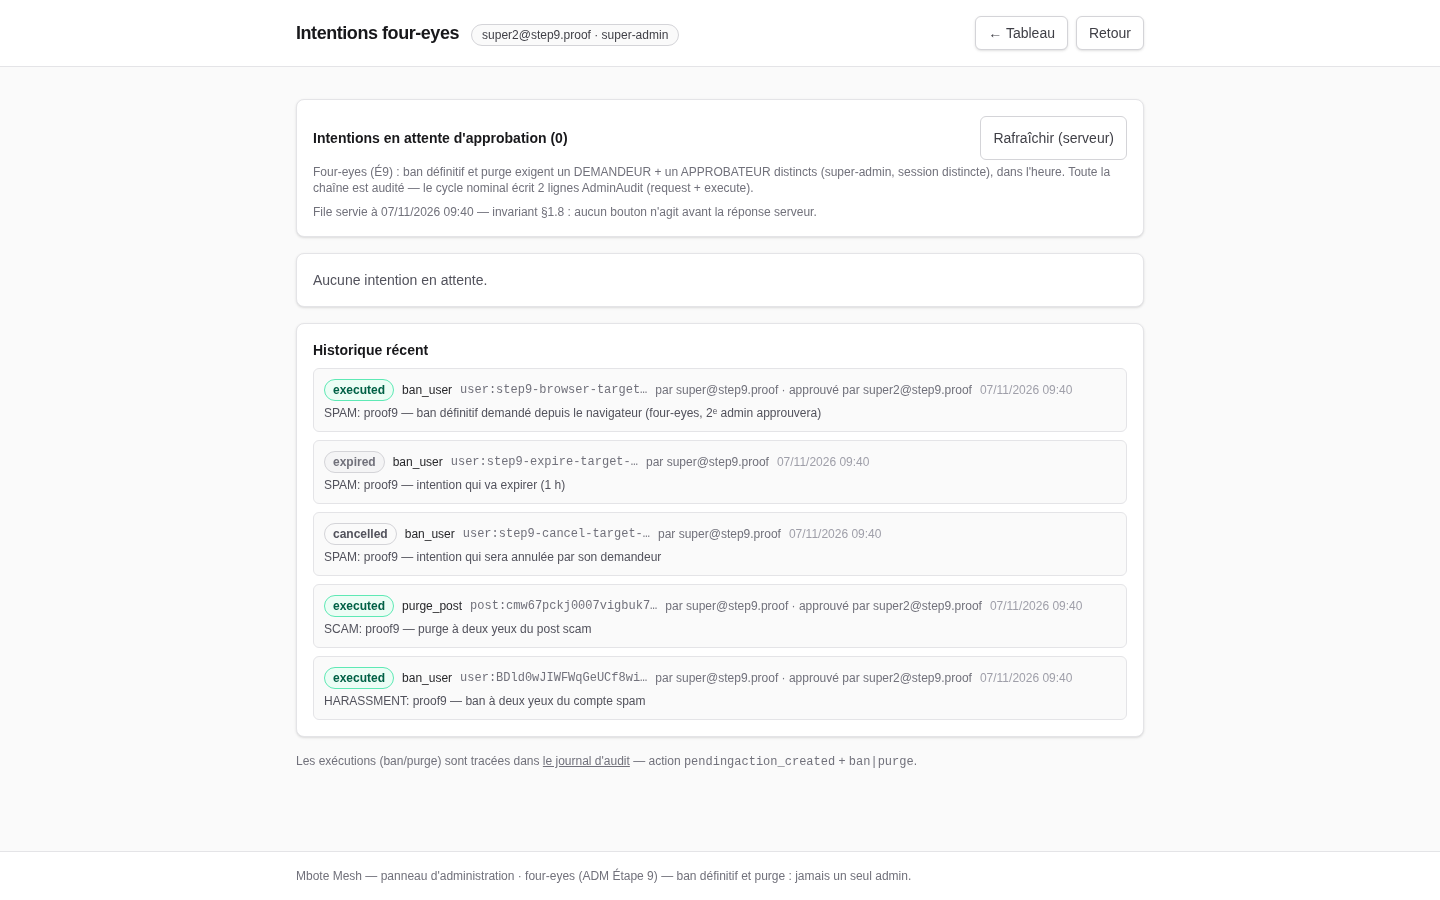 Intentions four-eyes super2@step9.proof · super-admin ← Tableau Retour
Intentions en attente d'approbation (0) Rafraîchir (serveur)
Four-eyes (É9) : ban définitif et purge exigent un DEMANDEUR + un APPROBATEUR distincts (super-admin, session distincte), dans l'heure. Toute la
chaîne est audité — le cycle nominal écrit 2 lignes AdminAudit (request + execute).
File servie à 07/11/2026 09:40 — invariant §1.8 : aucun bouton n'agit avant la réponse serveur.
Aucune intention en attente.
Historique récent
executed ban_user user:step9-browser-target… par super@step9.proof · approuvé par super2@step9.proof 07/11/2026 09:40
SPAM: proof9 — ban définitif demandé depuis le navigateur (four-eyes, 2ᵉ admin approuvera)
expired ban_user user:step9-expire-target-… par super@step9.proof 07/11/2026 09:40
SPAM: proof9 — intention qui va expirer (1 h)
cancelled ban_user user:step9-cancel-target-… par super@step9.proof 07/11/2026 09:40
SPAM: proof9 — intention qui sera annulée par son demandeur
executed purge_post post:cmw67pckj0007vigbuk7… par super@step9.proof · approuvé par super2@step9.proof 07/11/2026 09:40
SCAM: proof9 — purge à deux yeux du post scam
executed ban_user user:BDld0wJIWFWqGeUCf8wi… par super@step9.proof · approuvé par super2@step9.proof 07/11/2026 09:40
HARASSMENT: proof9 — ban à deux yeux du compte spam
Les exécutions (ban/purge) sont tracées dans le journal d'audit — action pendingaction_created + ban|purge.
Mbote Mesh — panneau d'administration · four-eyes (ADM Étape 9) — ban définitif et purge : jamais un seul admin.